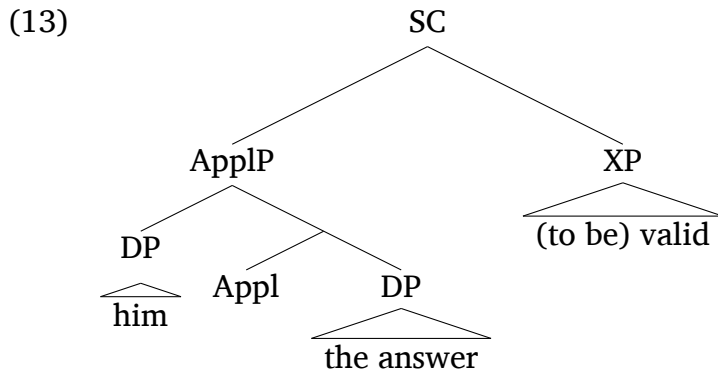 (13) SC
ApplP XP
(to be) valid
DP
Appl DP
him
the answer